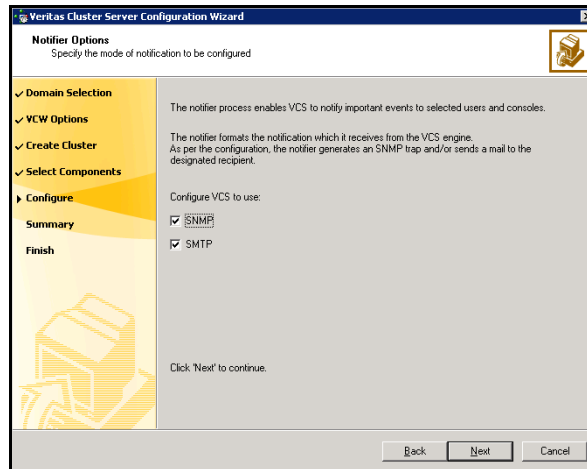 Veritas Cluster Server Configuration Wizard
Notifier Options
Specify the mode of notification to be configured
Domain Selection
VCW Options
Create Cluster
Select Components
Configure
Summary
Finish
The notifier process enables VCS to notify important events to selected users and consoles.
The notifier formats the notification which it receives from the VCS engine.
As per the configuration, the notifier generates an SNMP trap and/or sends a mail to the
designated recipient.
Configure VCS to use:
SNMP
SMTP
Click 'Next' to continue.
Back Next Cancel